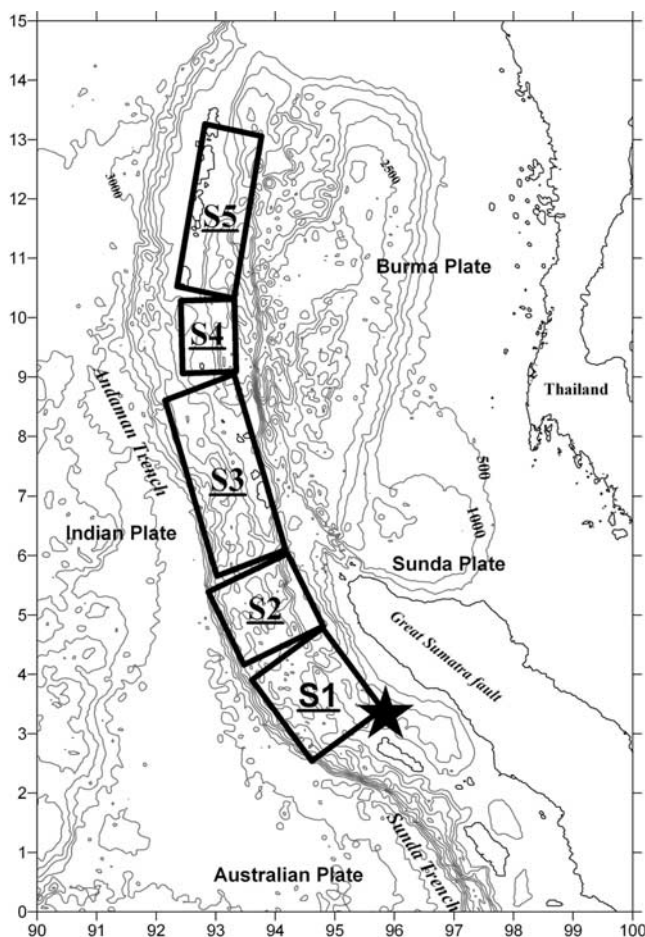 15
14
13
12
11
10
9
8
7
6
5
4
3
2
1
0
3000
2500
S5
Burma Plate
S4
Thailand
Andaman Trench
S3
500
1000
Indian Plate
Sunda Plate
S2
Great Sumatra fault
S1
Sunda Trench
Australian Plate
90 91 92 93 94 95 96 97 98 99 100